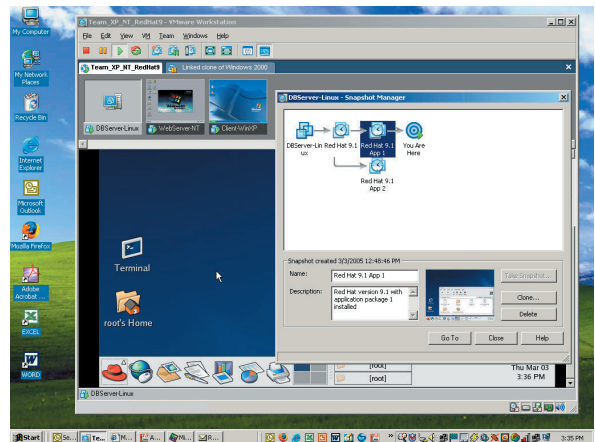 My Computer
Team_XP_NT_RedHat9 - VMware Workstation
File Edit View VM Team Windows Help
Team_XP_NT_RedHat9
Linked clone of Windows 2000
My Network
Places
DBServer-Linux
WebServer-NT
Client-WinXP
Recycle Bin
DBServer-Linux - Snapshot Manager
DBServer-Lin
ux
Red Hat 9.1
Red Hat 9.1
App 1
You Are
Here
Red Hat 9.1
App 2
Internet
Explorer
Microsoft
Outlook
Mozilla Firefox
Adobe
Acrobat ...
EXCEL
WORD
Terminal
root's Home
Snapshot created 3/3/2005 12:48:46 PM
Name:
Red Hat 9.1 App 1
Description:
Red Hat version 9.1 with
application package 1
installed
Take Snapshot...
Clone...
Delete
Go To
Close
Help
[root]
[root]
Thu Mar 03
3:36 PM
DBServer-Linux
Start
Se...
Te...
M...
A...
Mi...
R...
3:35 PM